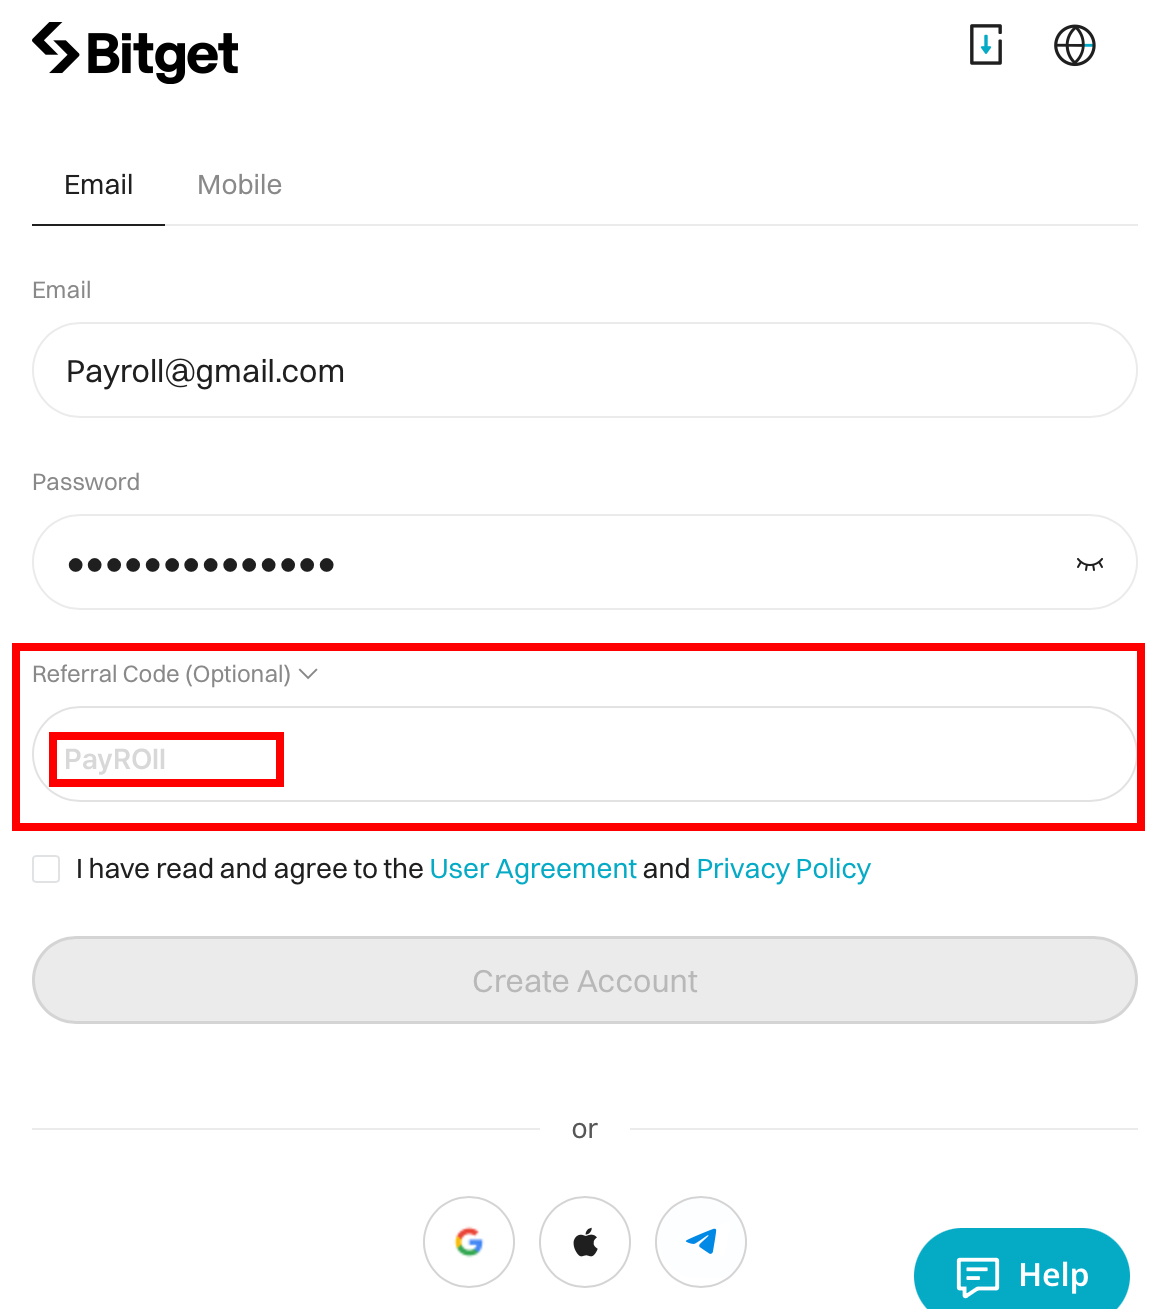 Bitget
Email Mobile
Email
Payroll@gmail.com
Password
Referral Code (Optional)
PayROll
I have read and agree to the User Agreement and Privacy Policy
Create Account
or
Help